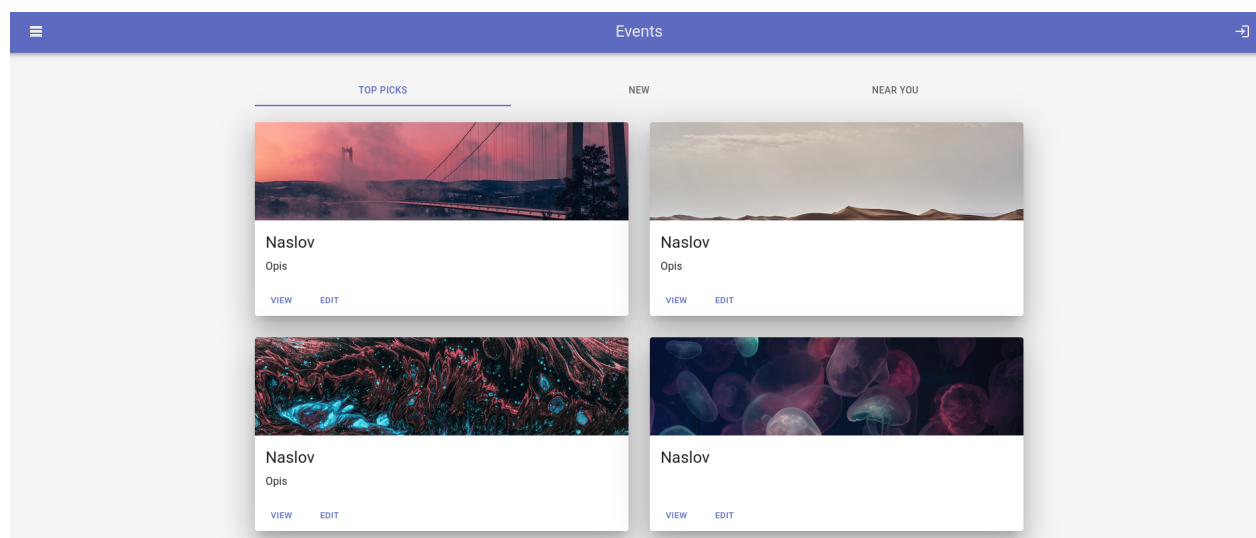 Events
TOP PICKS
NEW
NEAR YOU
Naslov
Opis
VIEW EDIT
Naslov
Opis
VIEW EDIT
Naslov
Opis
VIEW EDIT
Naslov
VIEW EDIT